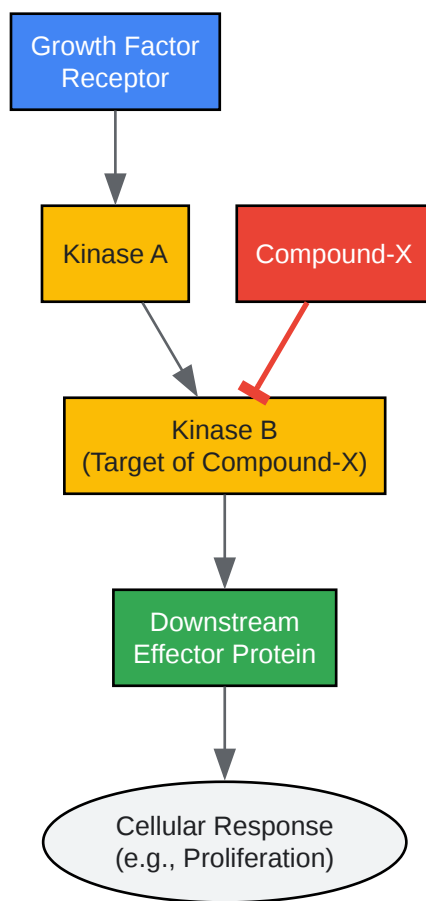 Growth Factor
Receptor
Kinase A
Compound-X
Kinase B
(Target of Compound-X)
Downstream
Effector Protein
Cellular Response
(e.g., Proliferation)